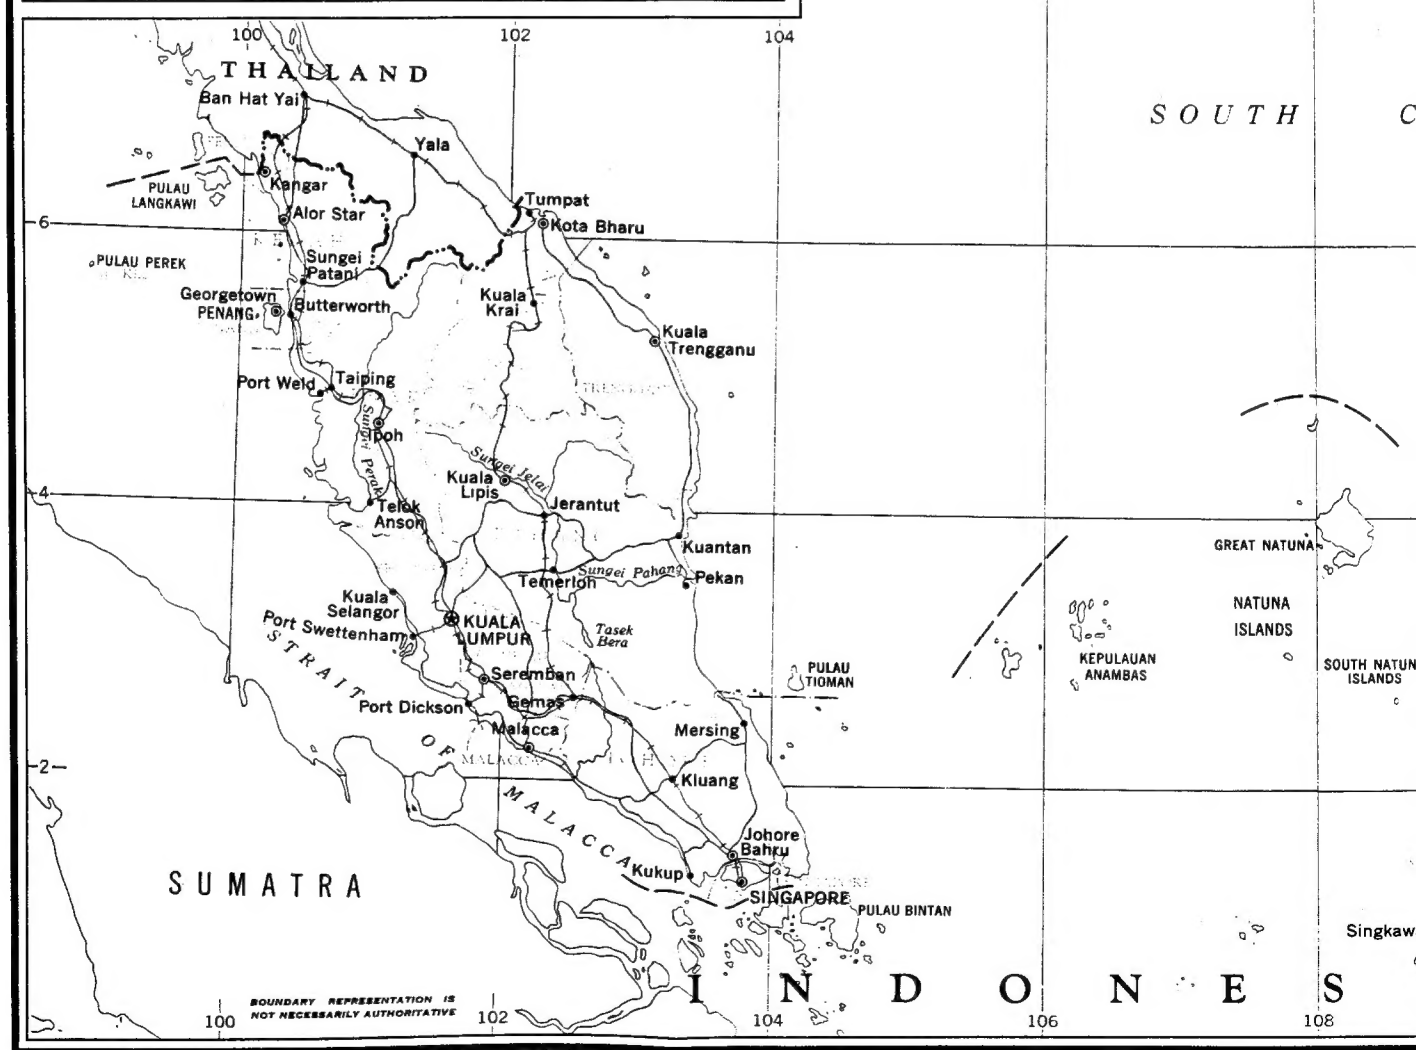 100
102
104
THAILAND
SOUTH C
Ban Hat Yai
Yala
Kangar
PULAU
LANGKAWI
Tumpat
Alor Star
Kota Bharu
6
Sungei
Patani
PULAU PEREK
Georgetown
PENANG
Butterworth
Kuala
Krai
Kuala
Trengganu
Port Weld
Taiping
Sungei Perak
Ipoh
Sungei Jelai
Kuala
Lipis
4
Telok
Anson
Jerantut
Kuantan
GREAT NATUNA
Temerloh
Sungei Pahang
Pekan
Kuala
Selangor
NATUNA
ISLANDS
Port Swettenham
KUALA
LUMPUR
Tasek
Bera
KEPULAUAN
ANAMBAS
PULAU
TIOMAN
SOUTH NATUN
ISLANDS
Seremban
Gemas
Port Dickson
Malacca
Mersing
STRAIT OF MALACCA
MALACCA
2
Kluang
Johore
Bahru
Kukup
SUMATRA
SINGAPORE
PULAU BINTAN
Singkaw
INDONES
BOUNDARY REPRESENTATION IS
NOT NECESSARILY AUTHORITATIVE
100
102
104
106
108